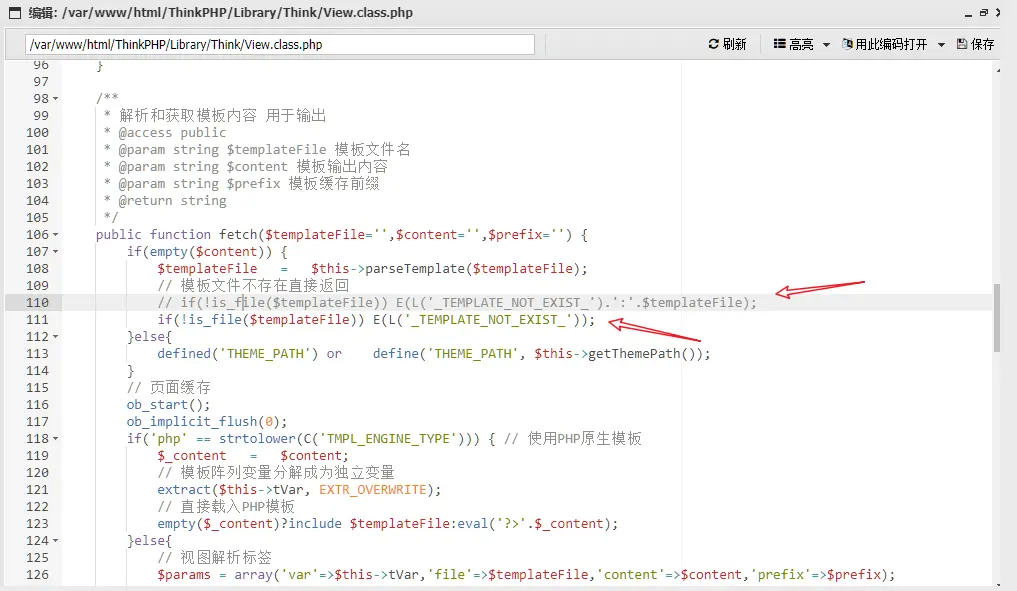 编辑: /var/www/html/ThinkPHP/Library/Think/View.class.php
/var/www/html/ThinkPHP/Library/Think/View.class.php 刷新 高亮 用此编码打开 保存
96 }
97
98 /**
99 * 解析和获取模板内容 用于输出
100 * @access public
101 * @param string $templateFile 模板文件名
102 * @param string $content 模板输出内容
103 * @param string $prefix 模板缓存前缀
104 * @return string
105 */
106 public function fetch($templateFile='',$content='',$prefix='') {
107 if(empty($content)) {
108 $templateFile   =   $this->parseTemplate($templateFile);
109 // 模板文件不存在直接返回
110 // if(!is_file($templateFile)) E(L('_TEMPLATE_NOT_EXIST_').':'.$templateFile);
111 if(!is_file($templateFile)) E(L('_TEMPLATE_NOT_EXIST_'));
112 }else{
113 defined('THEME_PATH') or    define('THEME_PATH', $this->getThemePath());
114 }
115 // 页面缓存
116 ob_start();
117 ob_implicit_flush(0);
118 if('php' == strtolower(C('TMPL_ENGINE_TYPE'))) { // 使用PHP原生模板
119 $_content   =   $content;
120 // 模板阵列变量分解成为独立变量
121 extract($this->tVar, EXTR_OVERWRITE);
122 // 直接载入PHP模板
123 empty($_content)?include $templateFile:eval('?>'.$_content);
124 }else{
125 // 视图解析标签
126 $params = array('var'=>$this->tVar,'file'=>$templateFile,'content'=>$content,'prefix'=>$prefix);